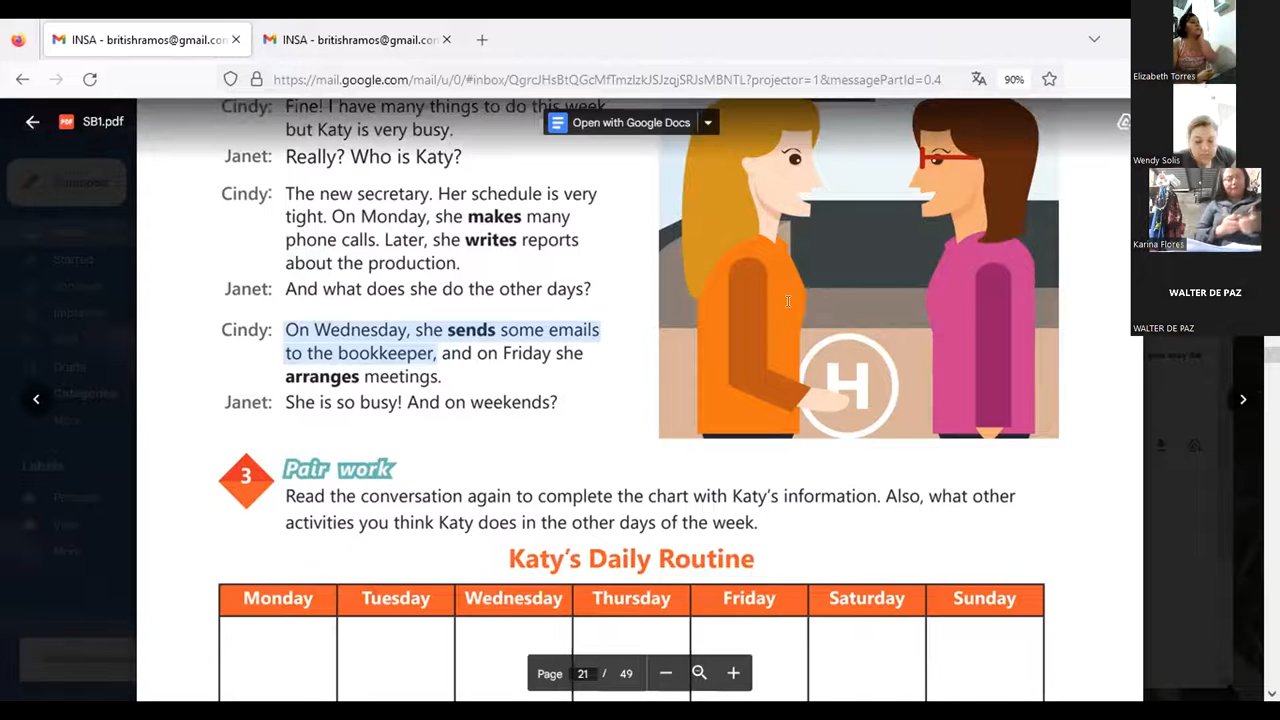 INSA - britishramos@gmail.com
INSA - britishramos@gmail.com
https://mail.google.com/mail/u/0/#inbox/QgrcJHsBtQGcMfTmzIzkJSJzqjSRJsMBNTL?projector=1&messagePartId=0.4
90%
SB1.pdf
Open with Google Docs
Cindy: Fine! I have many things to do this week
but Katy is very busy.
Janet: Really? Who is Katy?
Cindy: The new secretary. Her schedule is very
tight. On Monday, she makes many
phone calls. Later, she writes reports
about the production.
Janet: And what does she do the other days?
Cindy: On Wednesday, she sends some emails
to the bookkeeper, and on Friday she
arranges meetings.
Janet: She is so busy! And on weekends?
H
3
Pair work
Read the conversation again to complete the chart with Katy's information. Also, what other
activities you think Katy does in the other days of the week.
Katy's Daily Routine
Monday Tuesday Wednesday Thursday Friday Saturday Sunday
Page 21 / 49
Elizabeth Torres
Wendy Solis
Karina Flores
WALTER DE PAZ
WALTER DE PAZ
Starred
Drafts
Categories
More
Labels
More